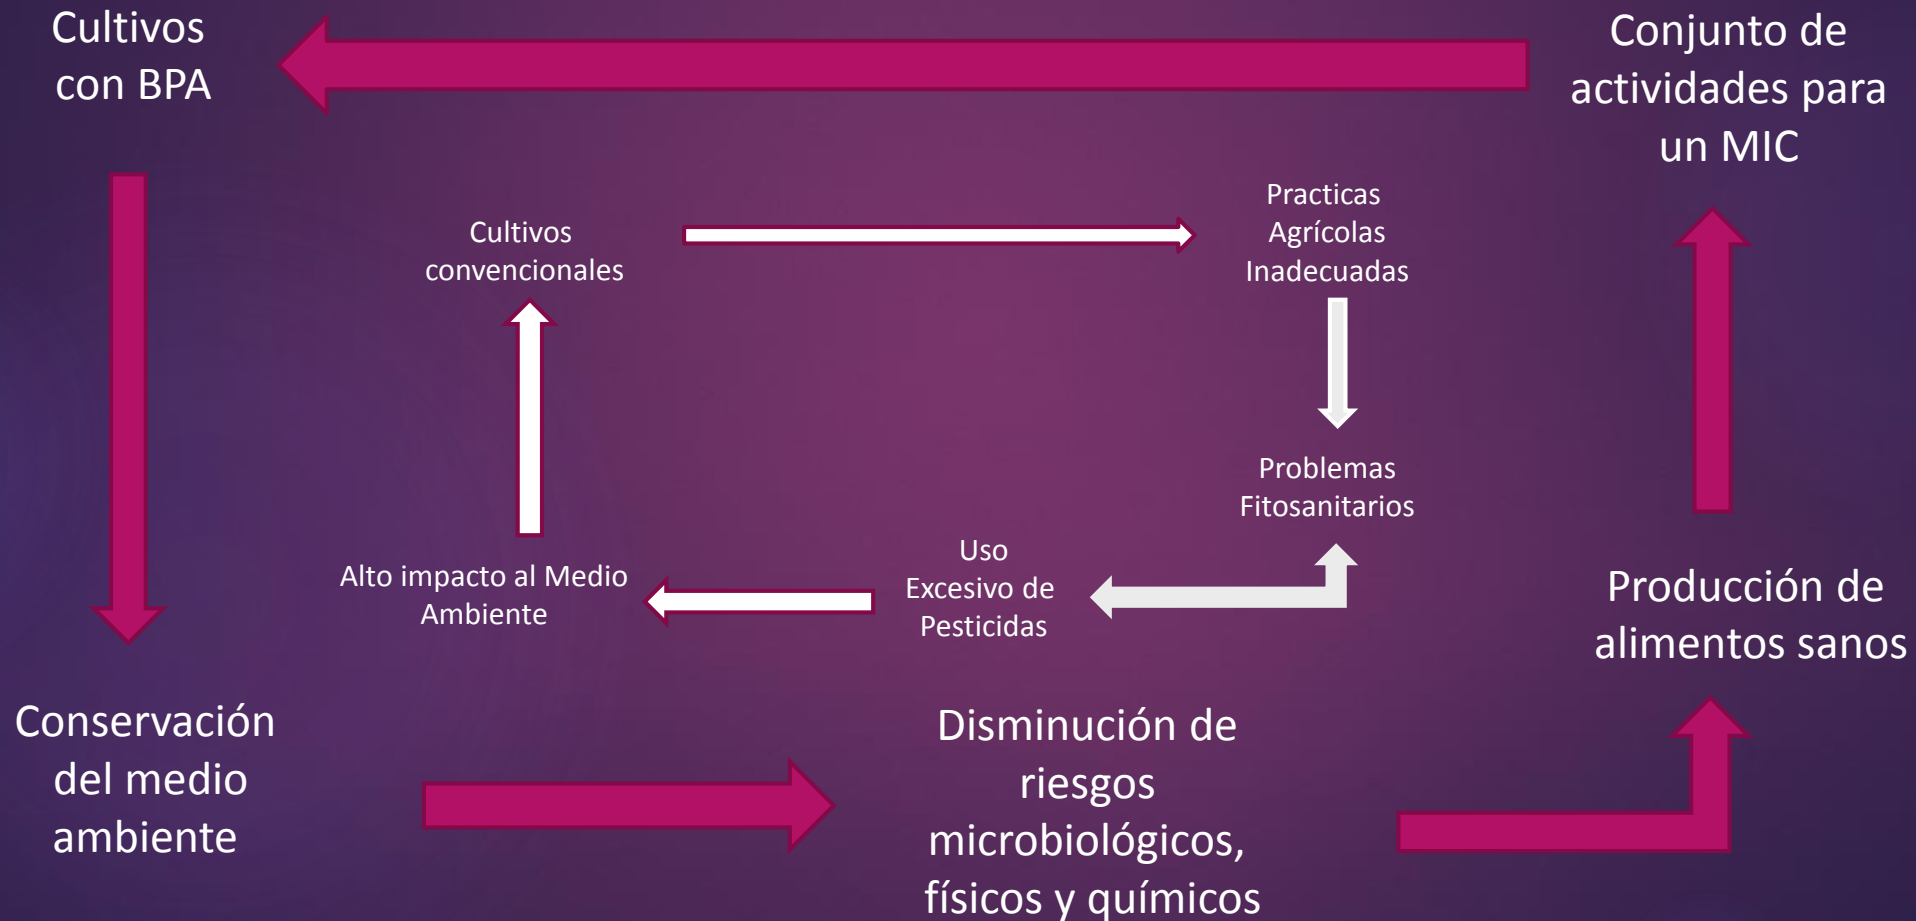 Cultivos
con BPA
Conjunto de
actividades para
un MIC
Cultivos
convencionales
Practicas
Agrícolas
Inadecuadas
Problemas
Fitosanitarios
Uso
Excesivo de
Pesticidas
Alto impacto al Medio
Ambiente
Producción de
alimentos sanos
Conservación
del medio
ambiente
Disminución de
riesgos
microbiológicos,
físicos y químicos